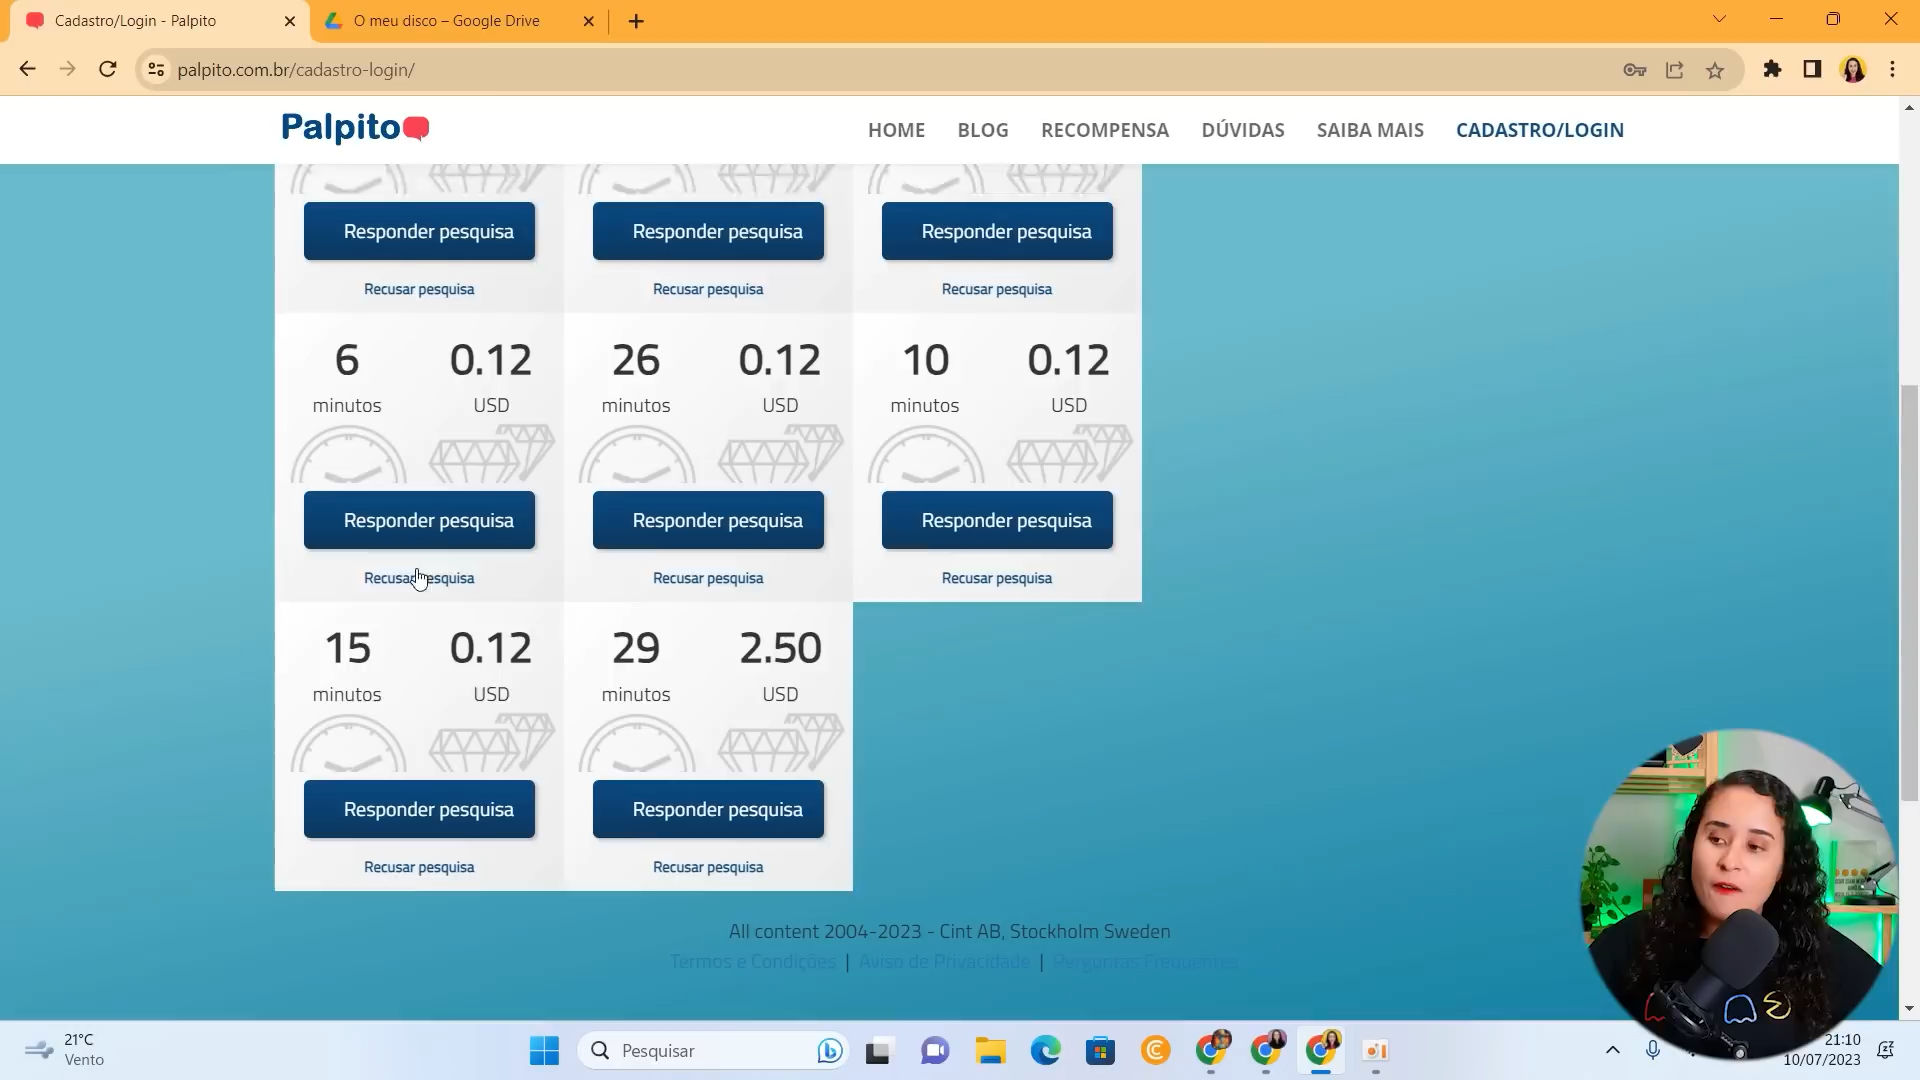 Cadastro/Login - Palpito
O meu disco – Google Drive
palpito.com.br/cadastro-login/
Palpito
HOME
BLOG
RECOMPENSA
DÚVIDAS
SAIBA MAIS
CADASTRO/LOGIN
Responder pesquisa
Responder pesquisa
Responder pesquisa
Recusar pesquisa
Recusar pesquisa
Recusar pesquisa
6 0.12 26 0.12 10 0.12
minutos USD minutos USD minutos USD
Responder pesquisa
Responder pesquisa
Responder pesquisa
Recusar pesquisa
Recusar pesquisa
Recusar pesquisa
15 0.12 29 2.50
minutos USD minutos USD
Responder pesquisa
Responder pesquisa
Recusar pesquisa
Recusar pesquisa
All content 2004-2023 - Cint AB, Stockholm Sweden
Termos e Condições | Aviso de Privacidade | Perguntas Frequentes
21°C
Vento
Pesquisar
21:10
10/07/2023